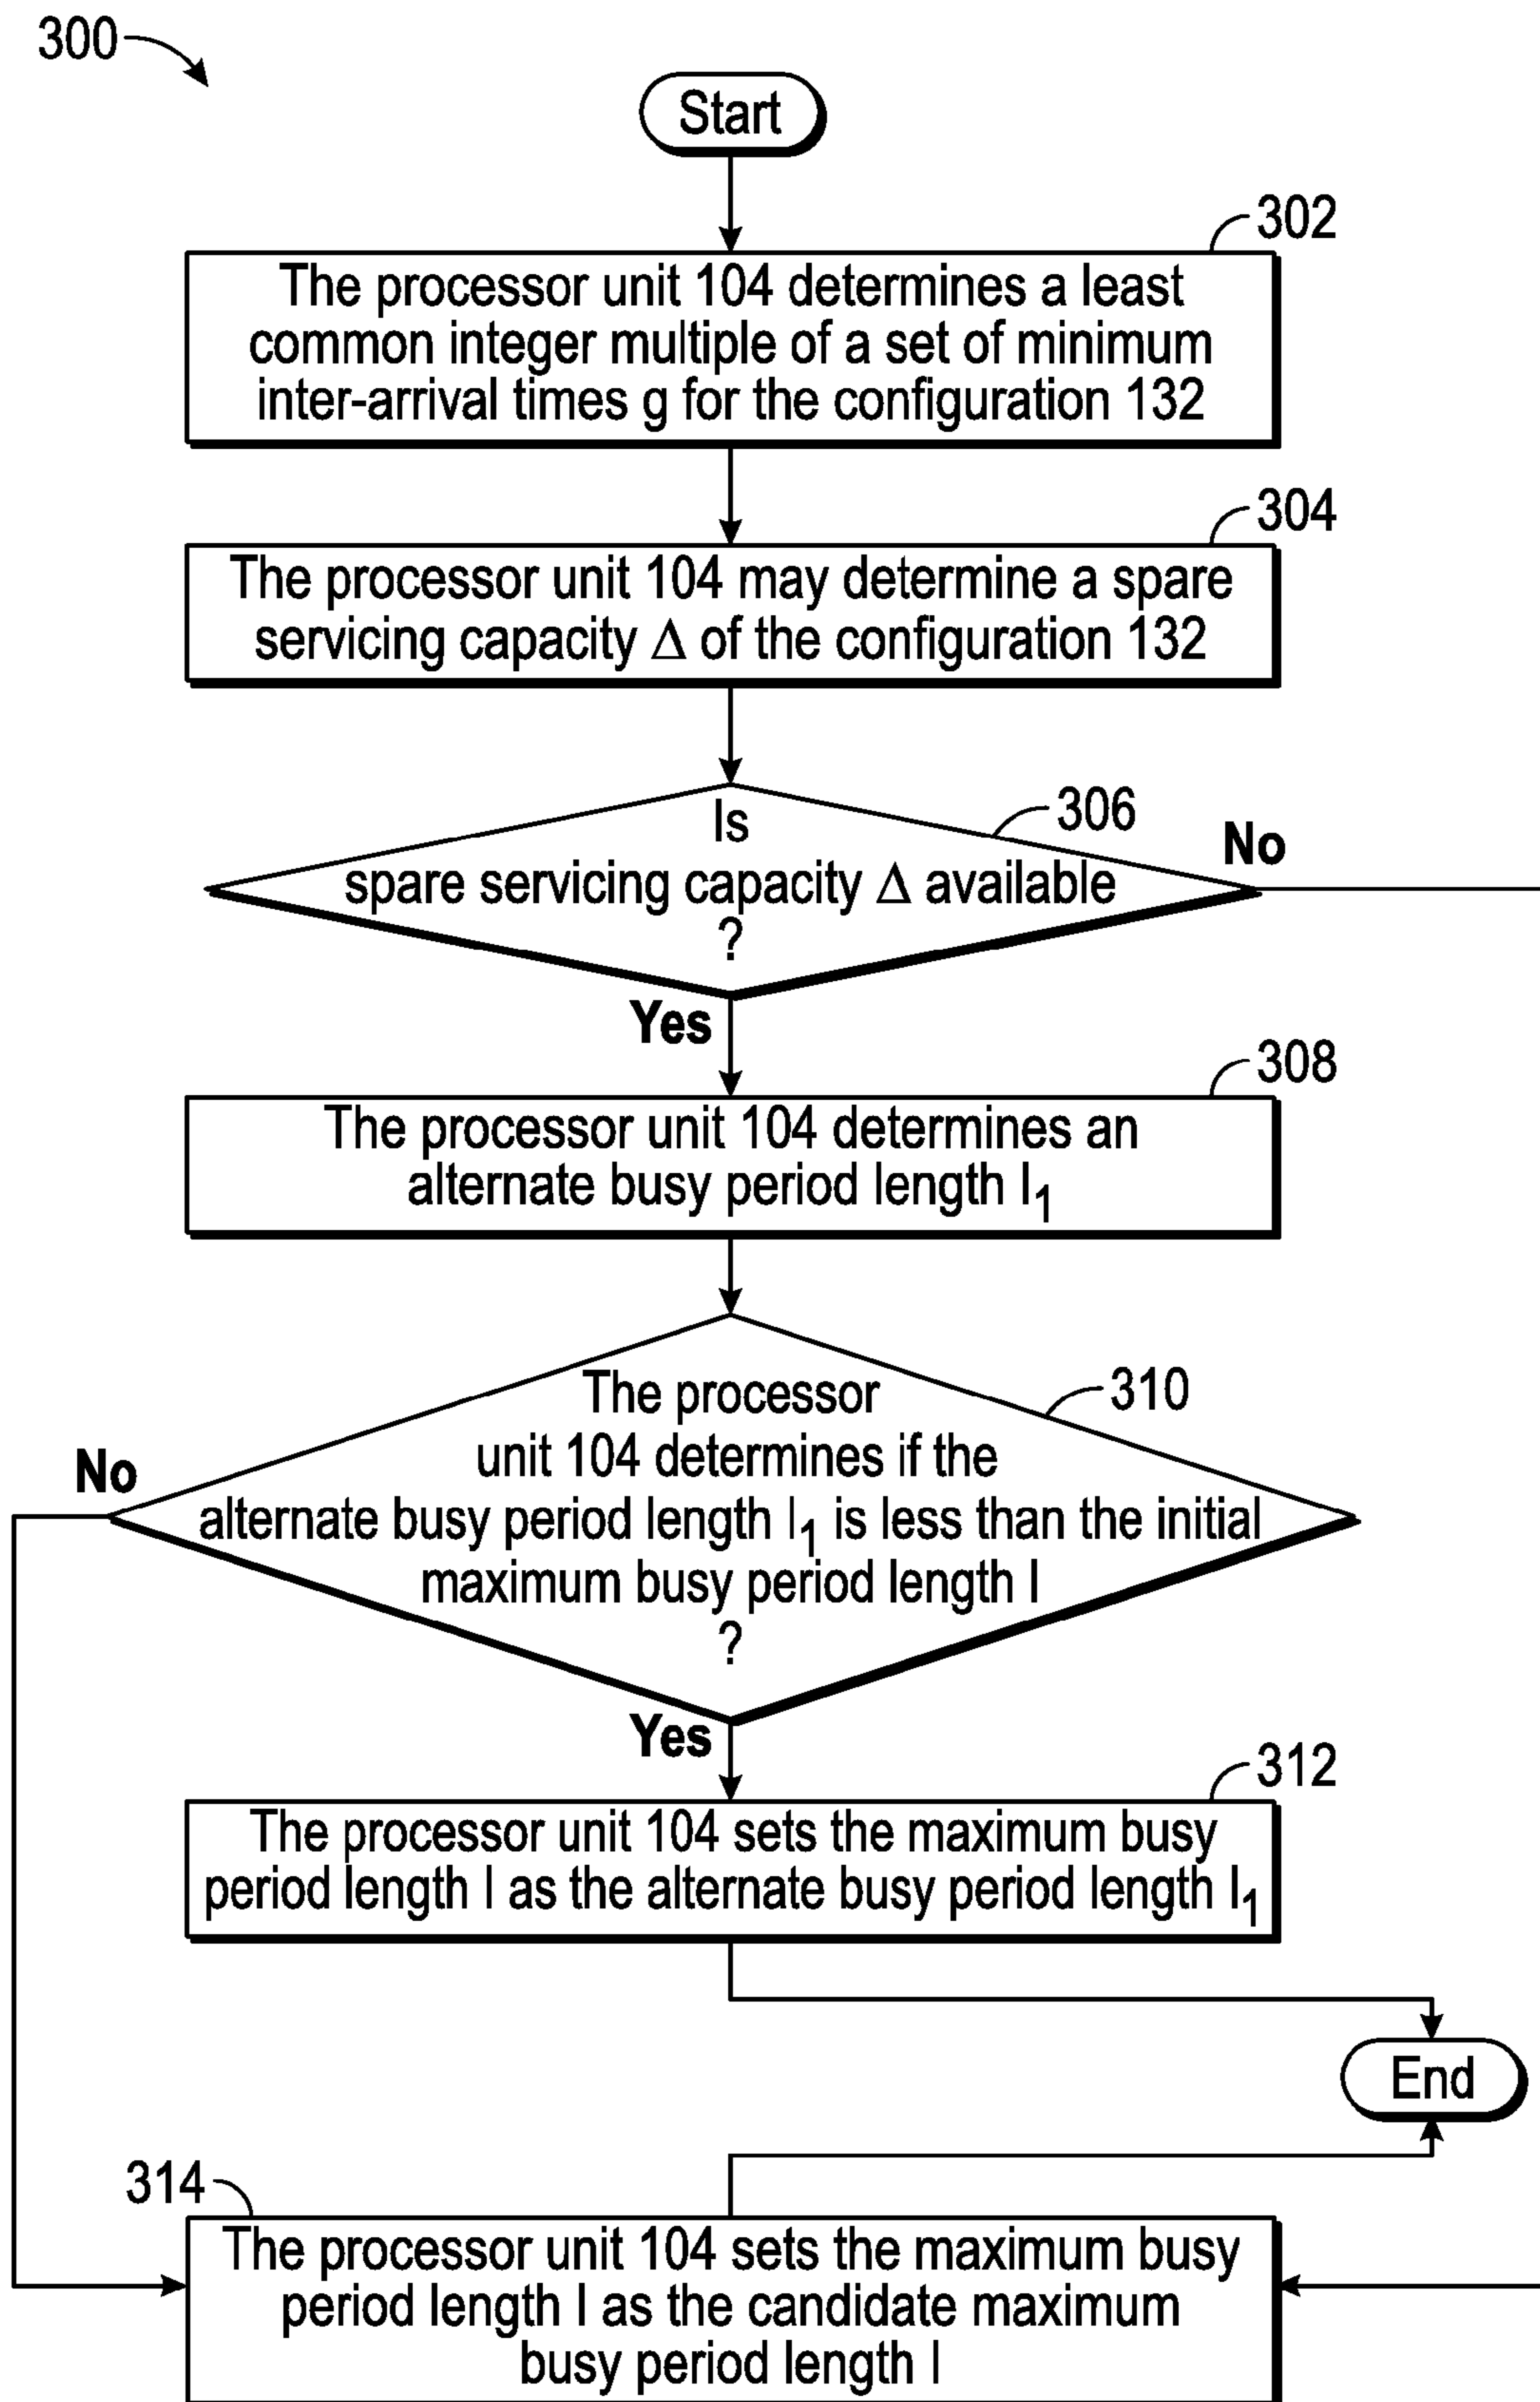 300
Start
302
The processor unit 104 determines a least
common integer multiple of a set of minimum
inter-arrival times g for the configuration 132
304
The processor unit 104 may determine a spare
servicing capacity Δ of the configuration 132
306
Is
spare servicing capacity Δ available
?
No
Yes
308
The processor unit 104 determines an
alternate busy period length l₁
310
The processor
unit 104 determines if the
alternate busy period length l₁ is less than the initial
maximum busy period length l
?
No
Yes
312
The processor unit 104 sets the maximum busy
period length l as the alternate busy period length l₁
End
314
The processor unit 104 sets the maximum busy
period length l as the candidate maximum
busy period length l